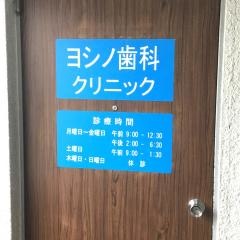 ヨシノ歯科
クリニック
診療時間
月曜日〜金曜日 午前 9:00 - 12:30
午後 2:00 - 6:30
土曜日 午前 9:00 - 1:30
木曜日・日曜日 休診